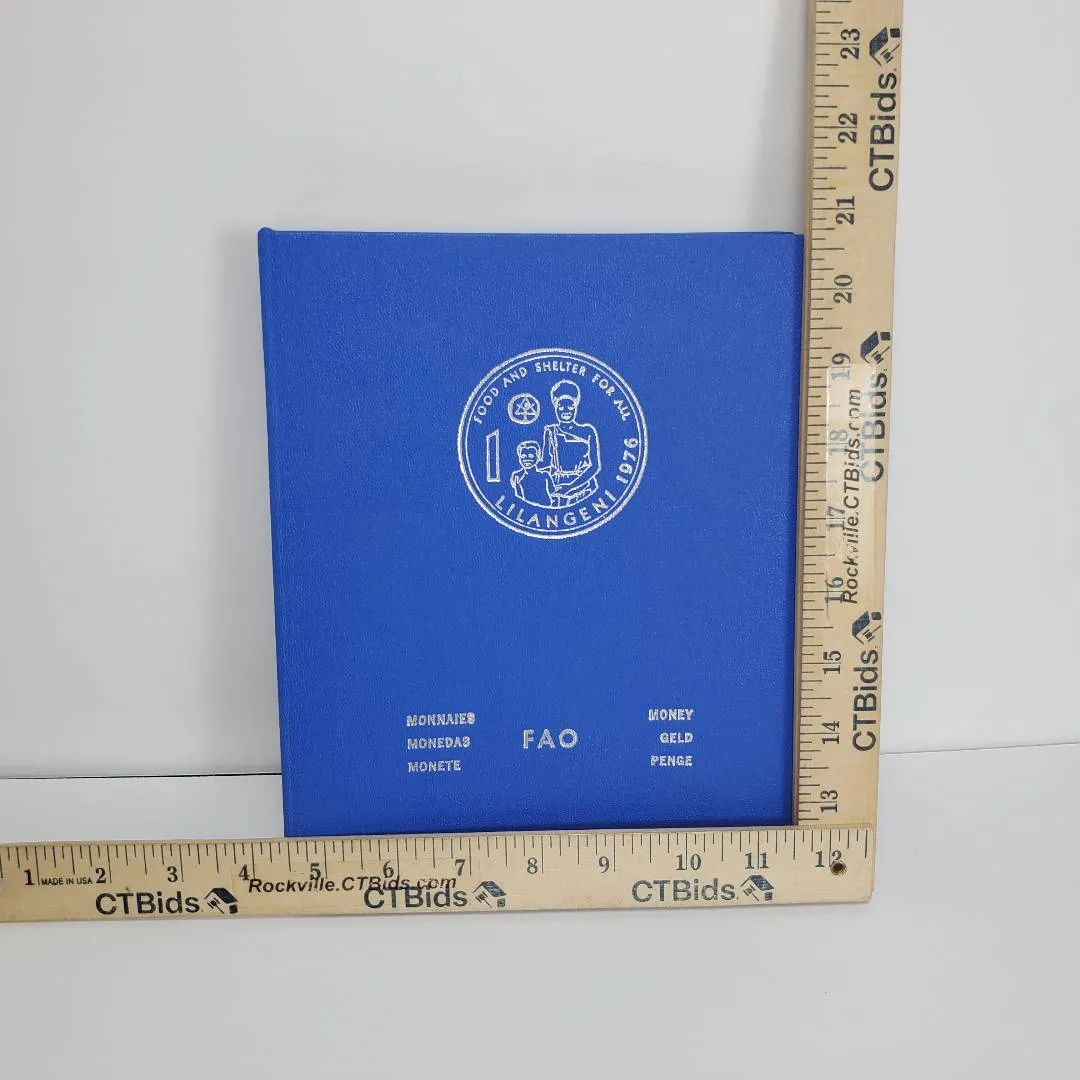 FOOD AND SHELTER FOR ALL
1
LILANGENI 1976
MONNAIES
MONEDAS
MONETE
FAO
MONEY
GELD
PENGE
23
22
21
20
19
18
17
16
15
14
13
CTBids
CTBids
CTBids
Rockville.CTBids.com
1 2 3 4 5 6 7 8 9 10 11 12
MADE IN USA
Rockville.CTBids.com
CTBids CTBids CTBids